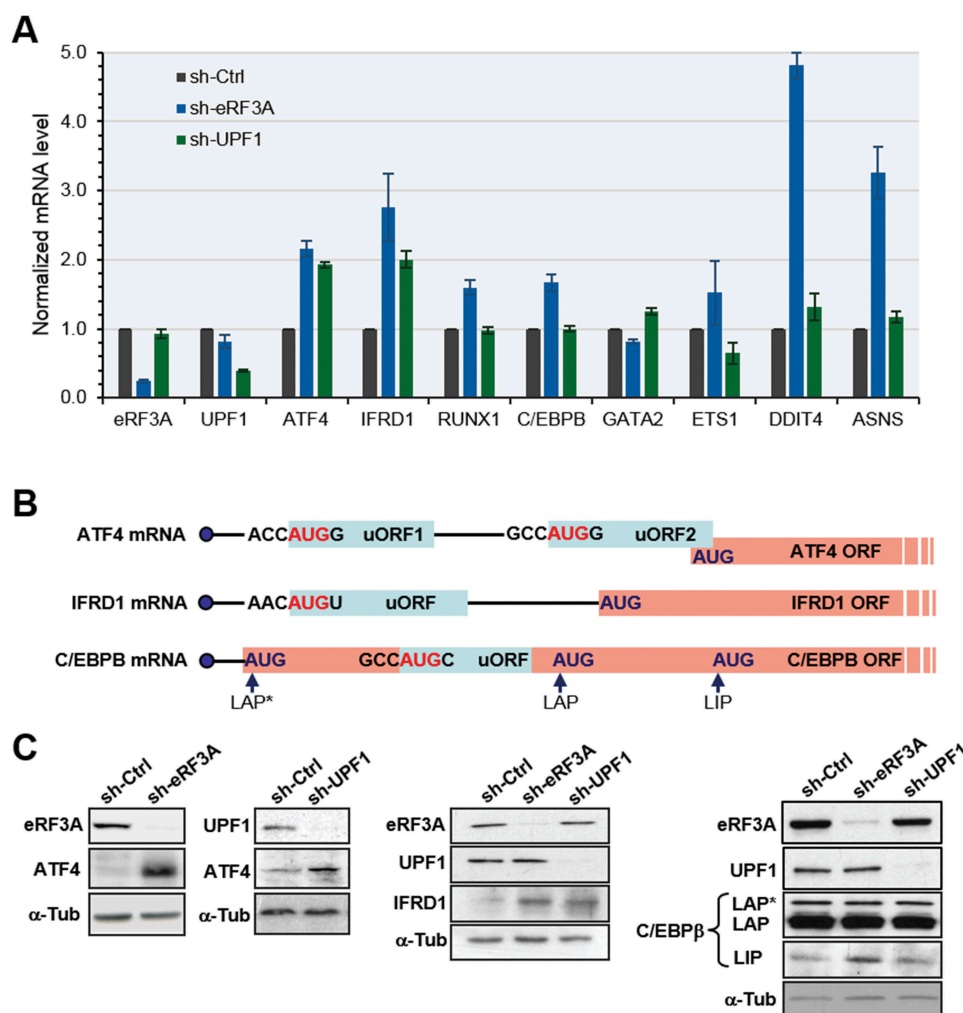 A
Normalized mRNA level
5.0
4.0
3.0
2.0
1.0
0.0
sh-Ctrl
sh-eRF3A
sh-UPF1
eRF3A UPF1 ATF4 IFRD1 RUNX1 C/EBPB GATA2 ETS1 DDIT4 ASNS
B
ATF4 mRNA ACCAUGG uORF1 GCCAUGG uORF2
AUG ATF4 ORF
IFRD1 mRNA AACAUGU uORF AUG IFRD1 ORF
C/EBPB mRNA AUG GCCAUGC uORF AUG AUG C/EBPB ORF
LAP* LAP LIP
C
sh-Ctrl sh-eRF3A
eRF3A
ATF4
α-Tub
sh-Ctrl sh-UPF1
UPF1
ATF4
α-Tub
sh-Ctrl sh-eRF3A sh-UPF1
eRF3A
UPF1
IFRD1
α-Tub
sh-Ctrl sh-eRF3A sh-UPF1
eRF3A
UPF1
C/EBPβ
LAP*
LAP
LIP
α-Tub